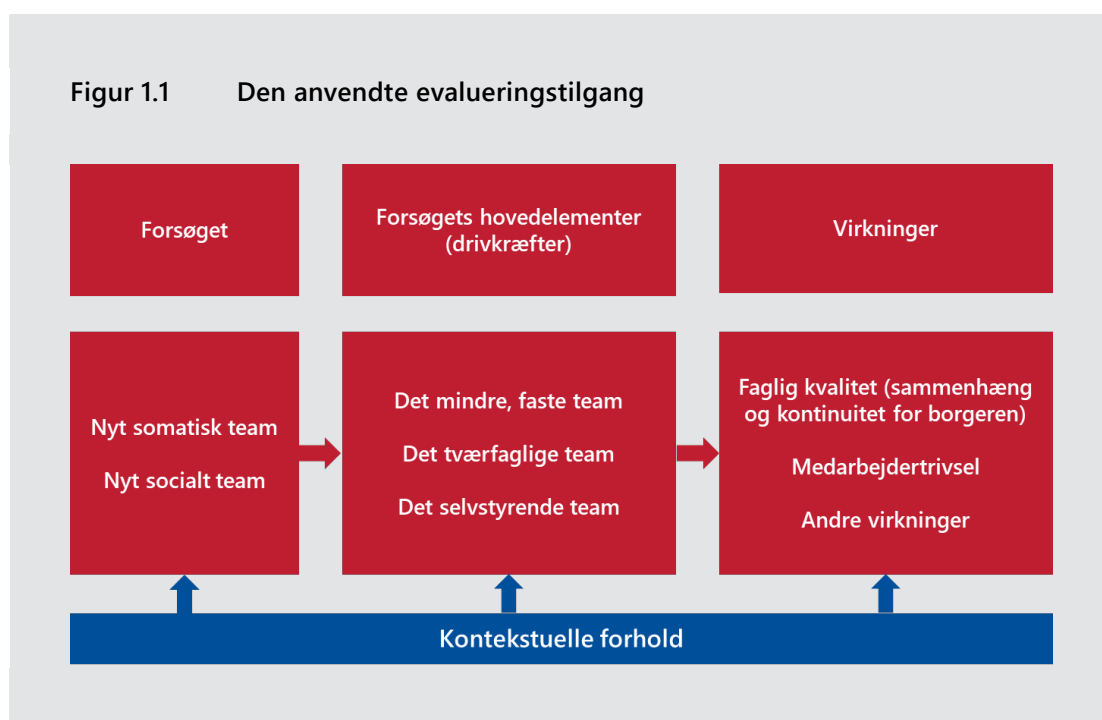 Figur 1.1 Den anvendte evalueringstilgang
Forsøget
Forsøgets hovedelementer
(drivkræfter)
Virkninger
Nyt somatisk team
Nyt socialt team
Det mindre, faste team
Det tværfaglige team
Det selvstyrende team
Faglig kvalitet (sammenhæng
og kontinuitet for borgeren)
Medarbejdertrivsel
Andre virkninger
Kontekstuelle forhold